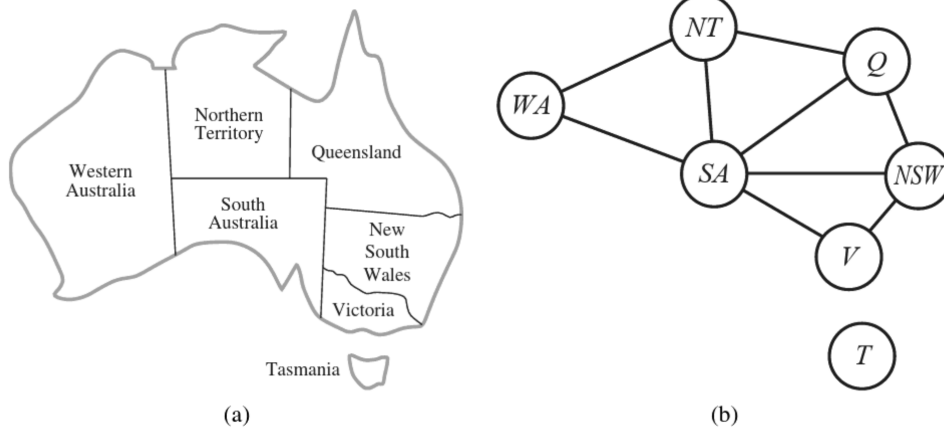 Northern
Territory
Western
Australia
Queensland
South
Australia
New
South
Wales
Victoria
Tasmania
(a)
NT
Q
WA
SA
NSW
V
T
(b)